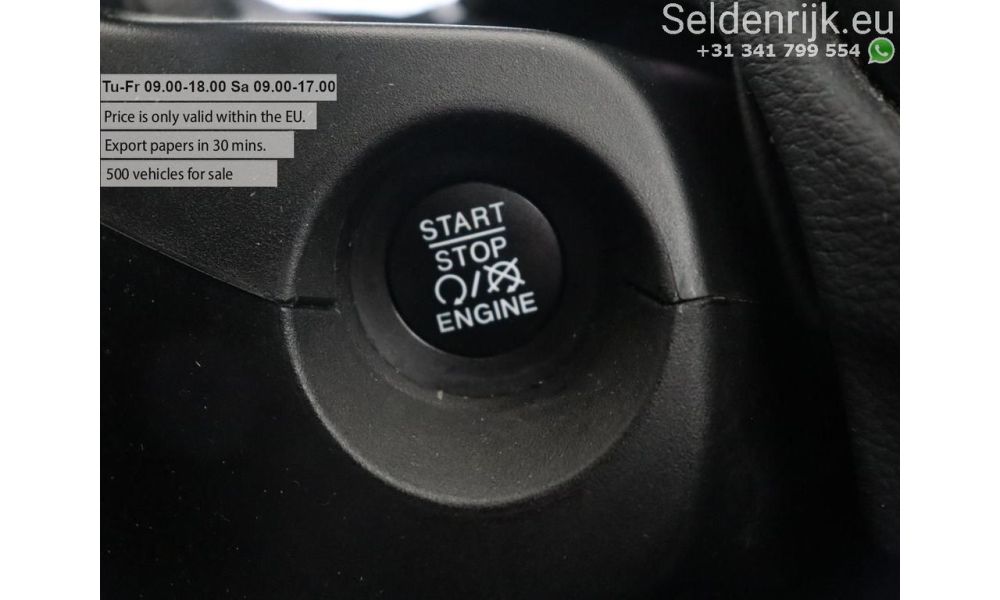 Seldenrijk.eu
+31 341 799 554
Tu-Fr 09.00-18.00 Sa 09.00-17.00
Price is only valid within the EU.
Export papers in 30 mins.
500 vehicles for sale
START
STOP
/
ENGINE